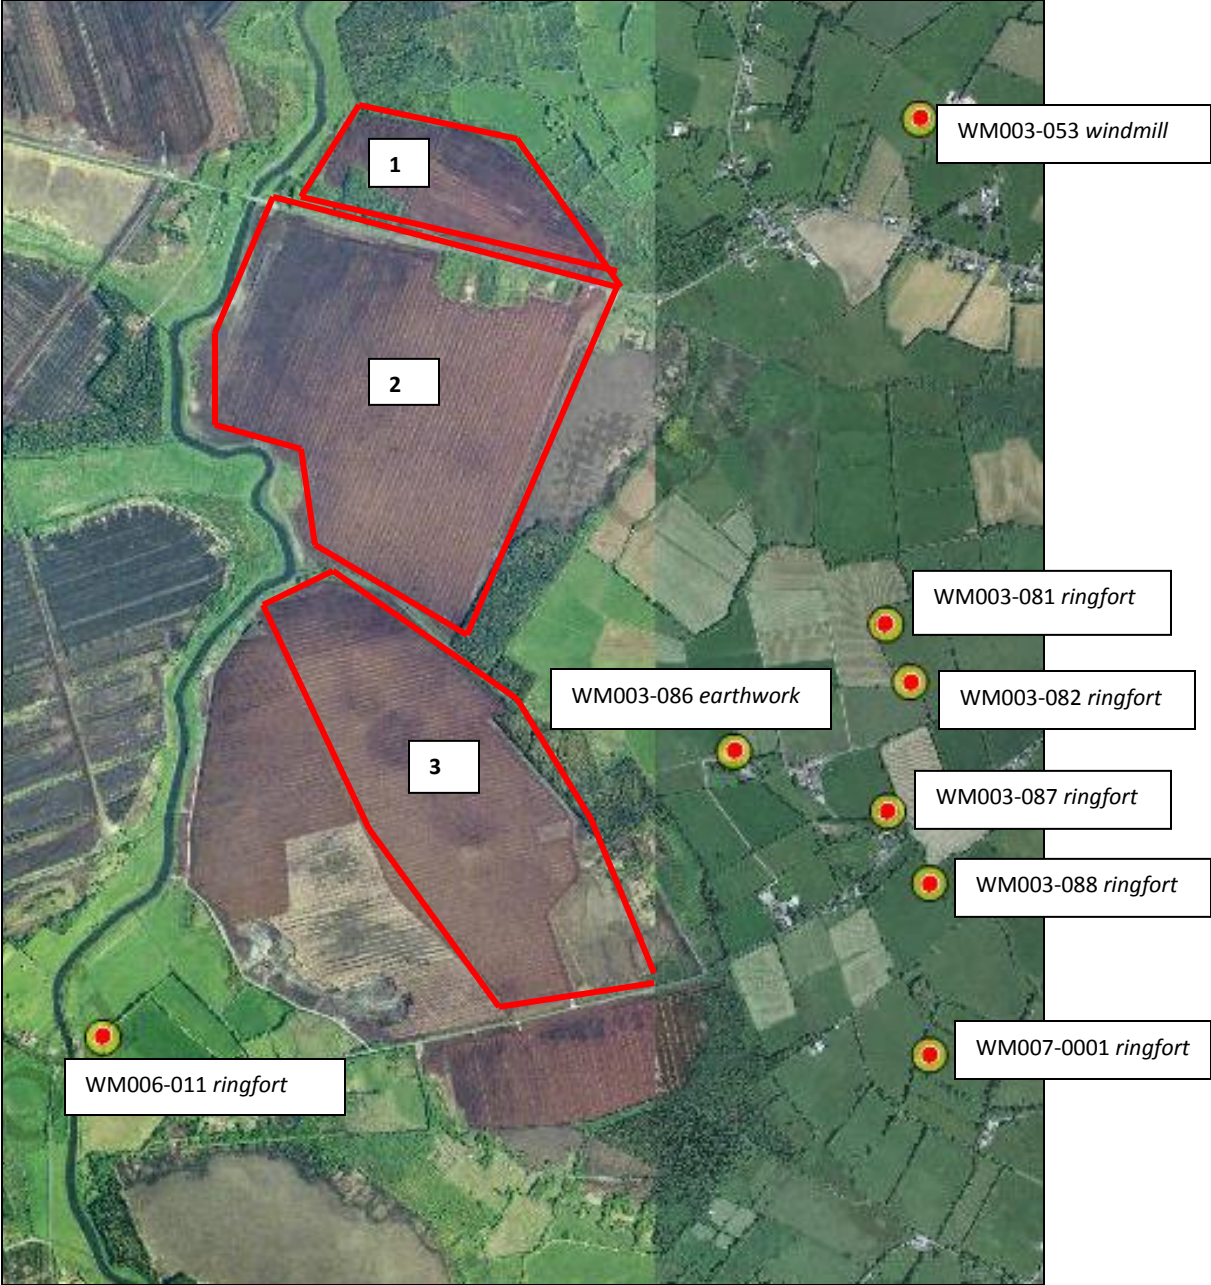 WM003-053 windmill
1
2
WM003-081 ringfort
WM003-086 earthwork
WM003-082 ringfort
3
WM003-087 ringfort
WM003-088 ringfort
WM007-0001 ringfort
WM006-011 ringfort